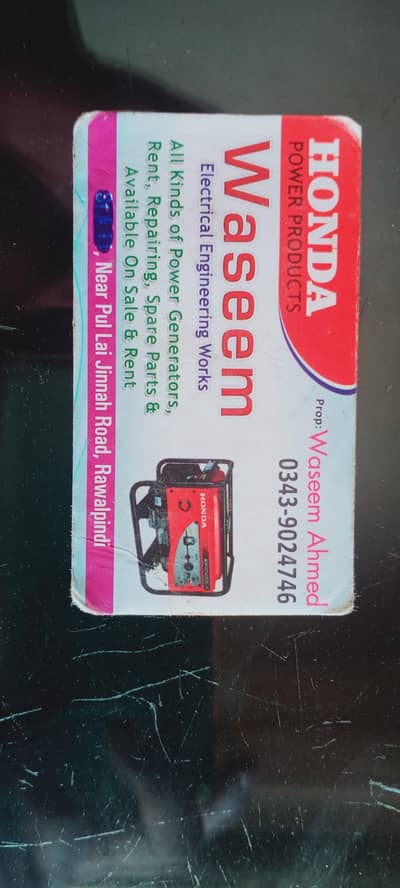 HONDA
POWER PRODUCTS
Prop: Waseem Ahmed
0343-9024746
Waseem
Electrical Engineering Works
All Kinds of Power Generators,
Rent, Repairing, Spare Parts &
Available On Sale & Rent
HONDA
, Near Pul Lai Jinnah Road, Rawalpindi